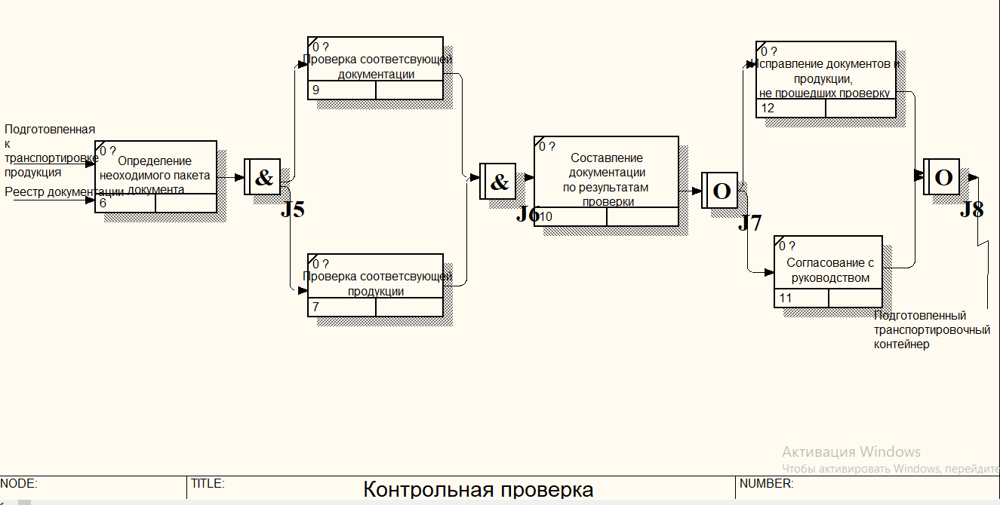 Подготовленная
к
транспортировке
продукция
Реестр документации
0 ?
Определение
неоходимого пакета
документа
6
&
J5
0 ?
Проверка соответсвующей
документации
9
0 ?
Проверка соответсвующей
продукции
7
&
J6
0 ?
Составление
документации
по результатам
проверки
10
O
J7
0 ?
Исправление документов и
продукции,
не прошедших проверку
12
0 ?
Согласование с
руководством
11
O
J8
Подготовленный
транспортировочный
контейнер
Активация Windows
Чтобы активировать Windows, перейдите
NODE:
TITLE:
Контрольная проверка
NUMBER: